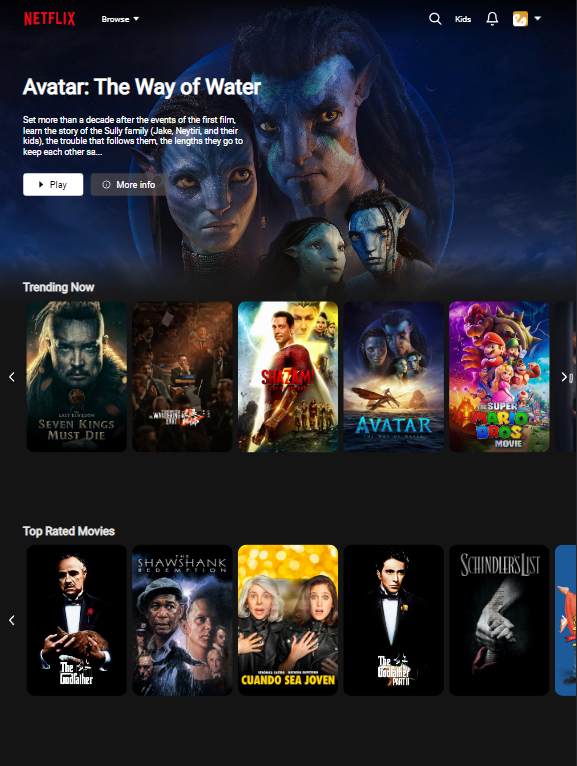 NETFLIX
Browse
Kids
Avatar: The Way of Water
Set more than a decade after the events of the first film,
learn the story of the Sully family (Jake, Neytiri, and their
kids), the trouble that follows them, the lengths they go to
keep each other sa...
Play
More info
Trending Now
THE LAST KINGDOM
SEVEN KINGS
MUST DIE
SHAZAM!
AVATAR
THE WAY OF WATER
THE SUPER
MARIO
BROS
MOVIE
Top Rated Movies
The
Godfather
THE
SHAWSHANK
REDEMPTION
VERÓNICA CASTRO
CUANDO SEA JOVEN
The
Godfather
PART II
SCHINDLER'S LIST